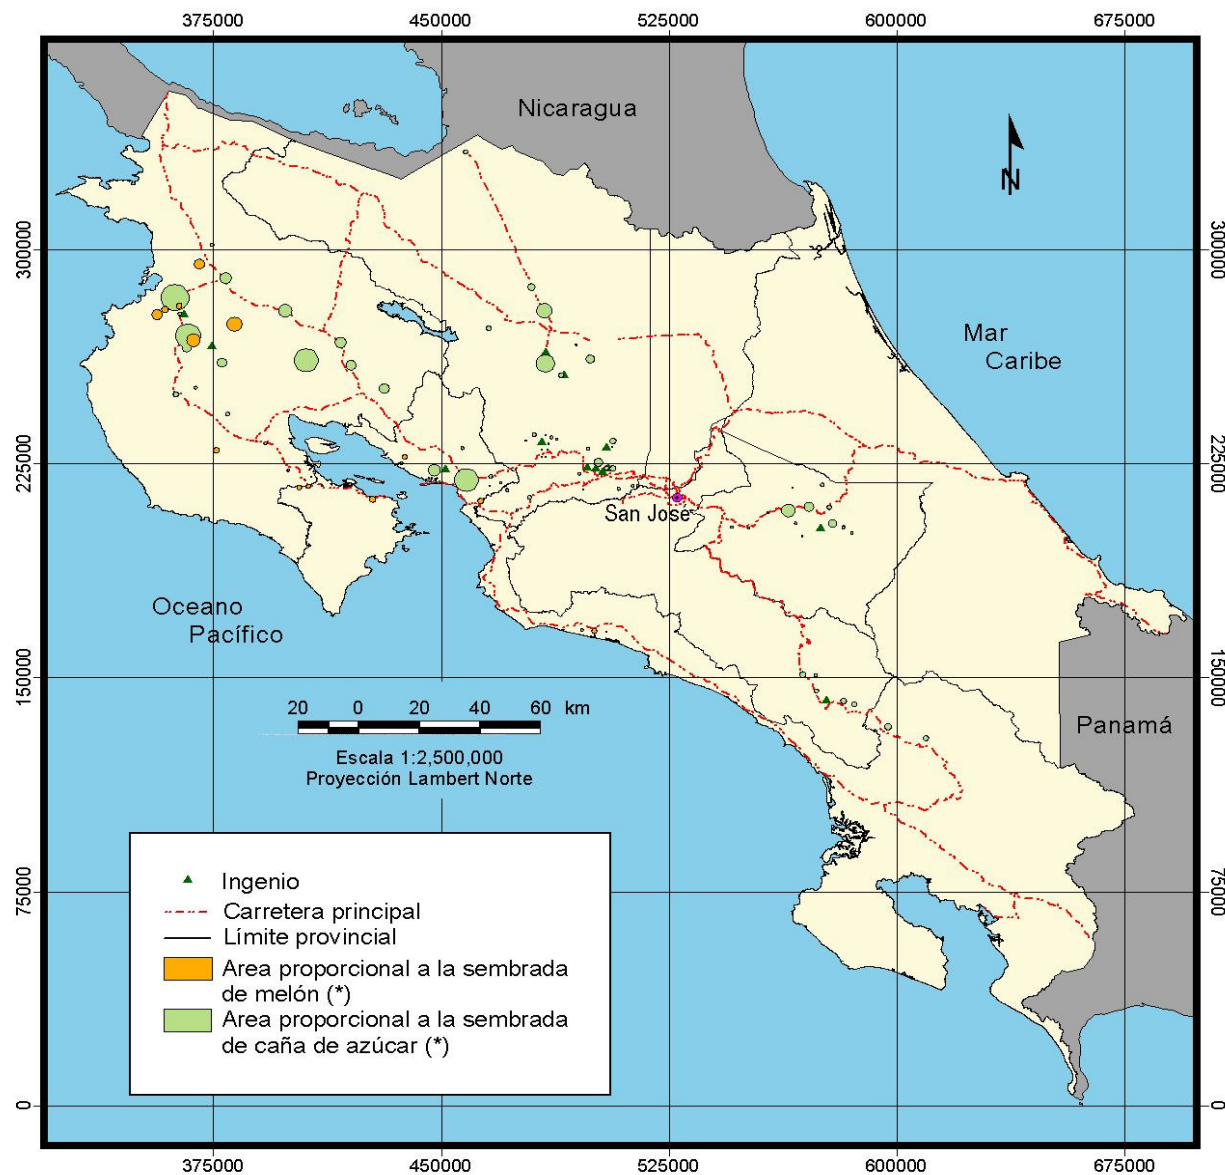 375000 450000 525000 600000 6750000
Nicaragua
N
300000 300000
Mar
Caribe
225000 225000
San José
Oceano
Pacífico
150000 150000
20 0 20 40 60 km
Panamá
Escala 1:2,500,000
Proyección Lambert Norte
Ingenio
75000 75000
Carretera principal
Límite provincial
Area proporcional a la sembrada
de melón (*)
Area proporcional a la sembrada
de caña de azúcar (*)
0 0
375000 450000 525000 600000 6750000